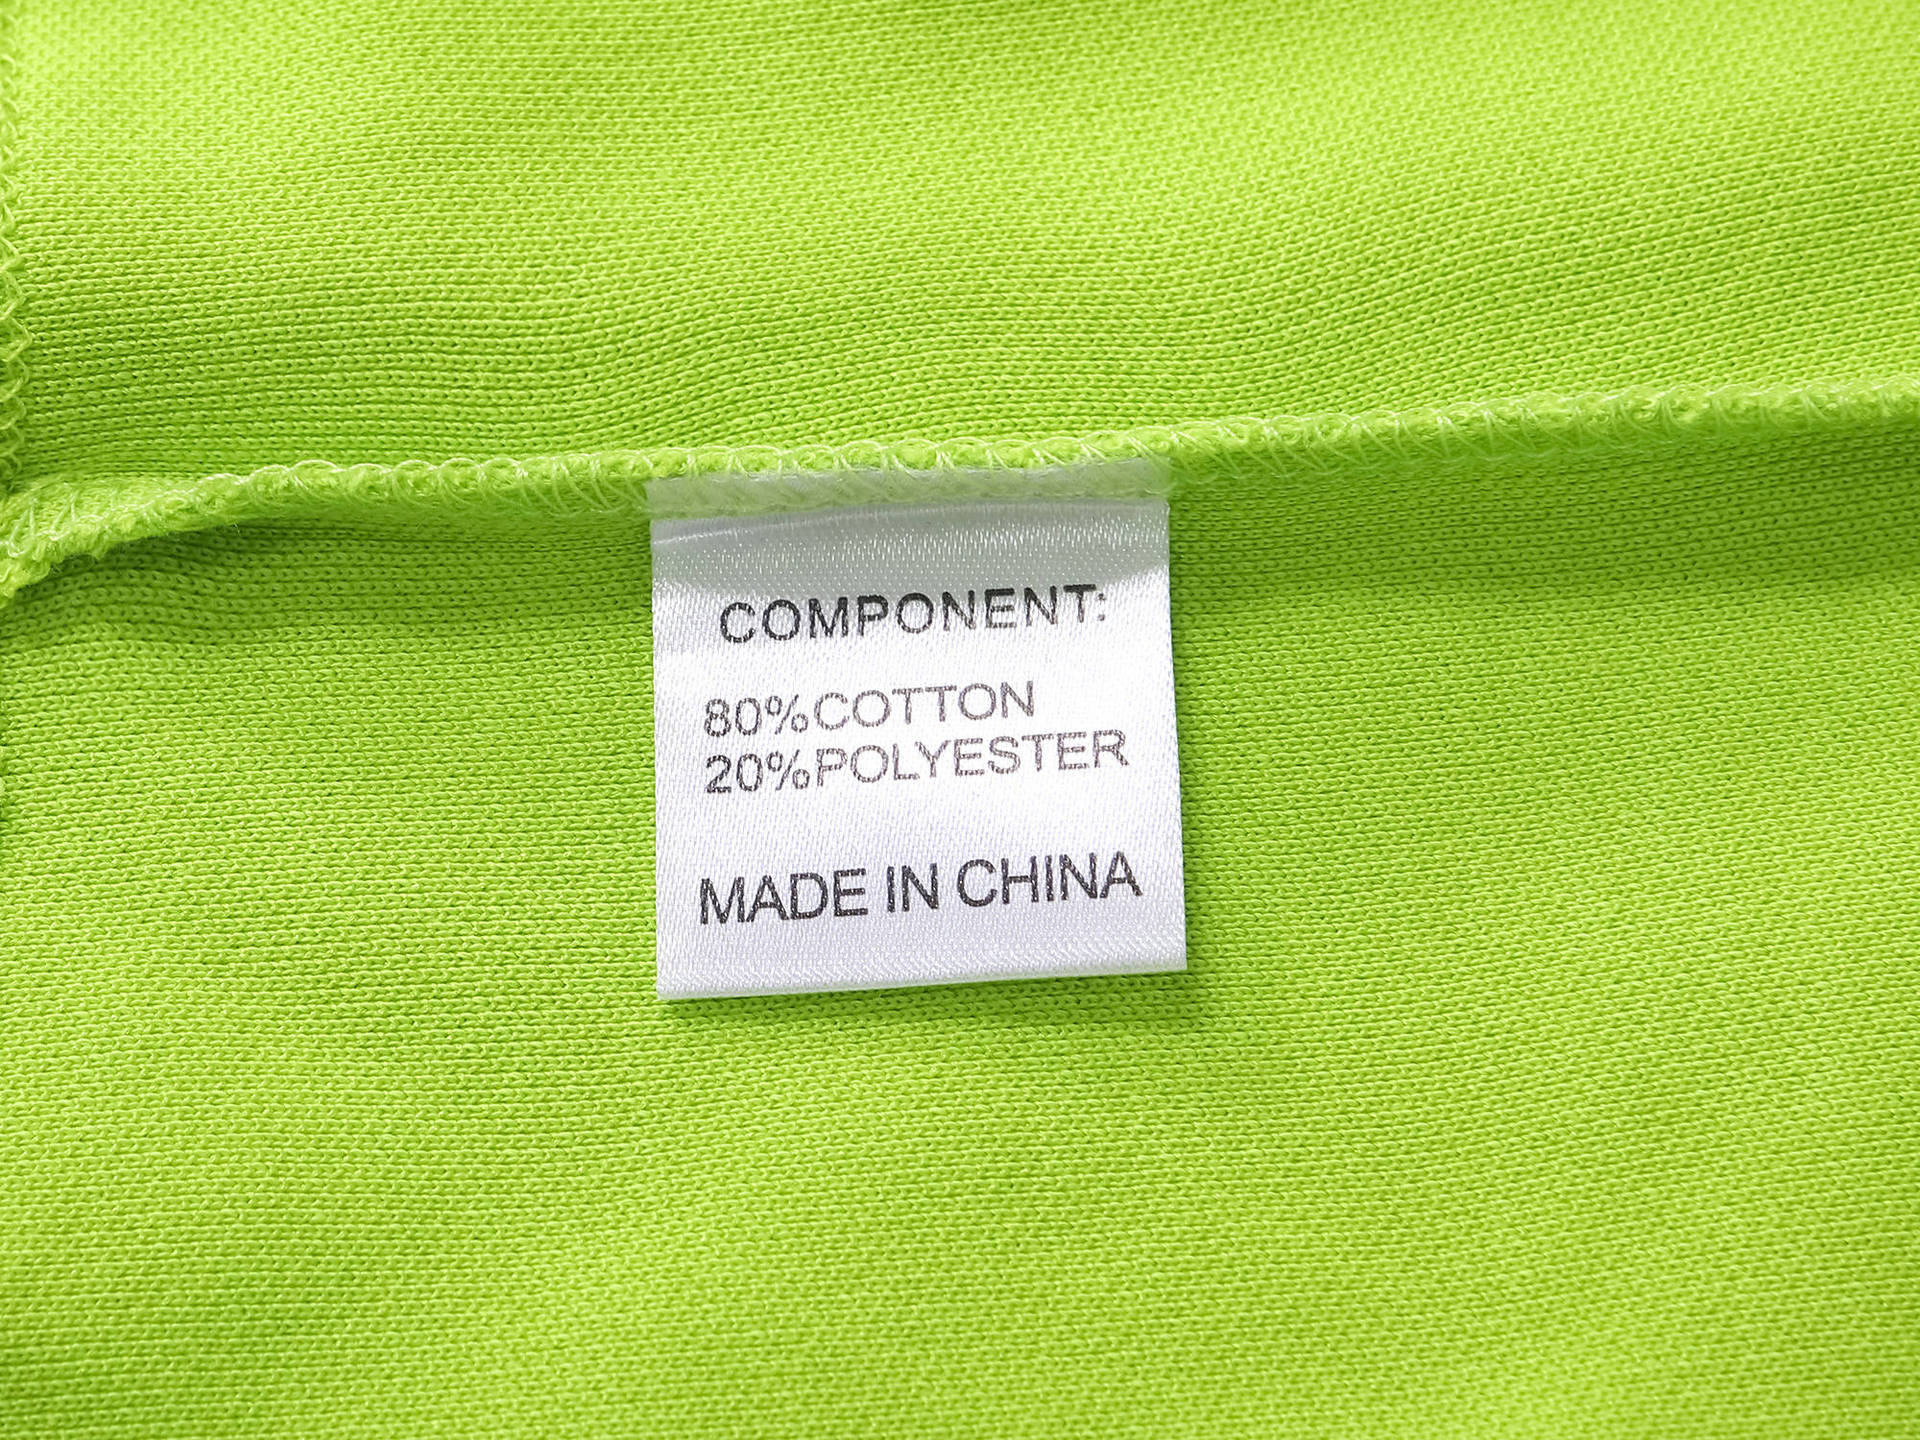 COMPONENT:
80%COTTON
20%POLYESTER
MADE IN CHINA